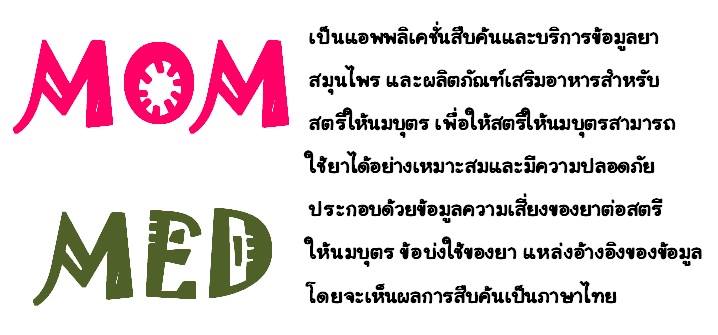 MOM
MED
เป็นแอพพลิเคชั่นสืบค้นและบริการข้อมูลยา
สมุนไพร และผลิตภัณฑ์เสริมอาหารสำหรับ
สตรีให้นมบุตร เพื่อให้สตรีให้นมบุตรสามารถ
ใช้ยาได้อย่างเหมาะสมและมีความปลอดภัย
ประกอบด้วยข้อมูลความเสี่ยงของยาต่อสตรี
ให้นมบุตร ข้อบ่งใช้ของยา แหล่งอ้างอิงของข้อมูล
โดยจะเห็นผลการสืบค้นเป็นภาษาไทย